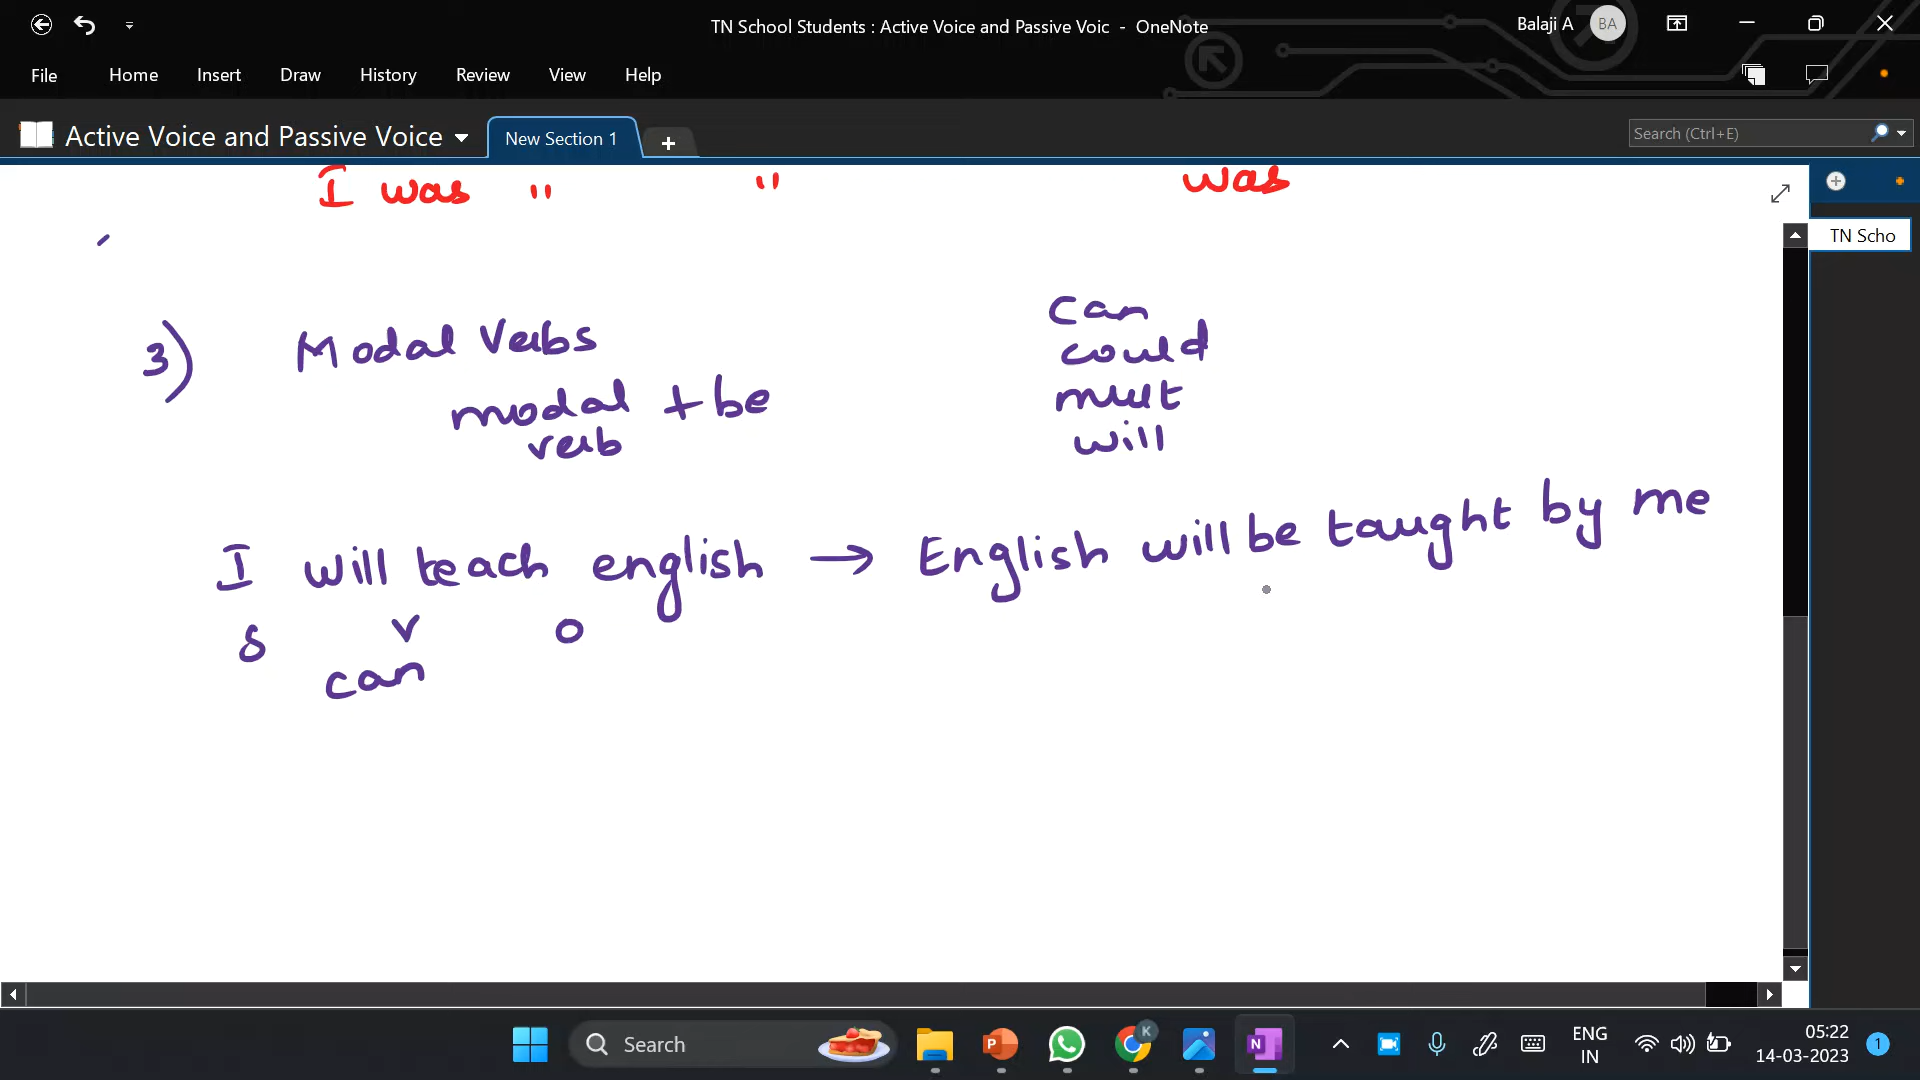 TN School Students : Active Voice and Passive Voic - OneNote
Balaji A
BA
File Home Insert Draw History Review View Help
Active Voice and Passive Voice
New Section 1
+
Search (Ctrl+E)
TN Scho
I was " " was
3) Modal Verbs
modal + be
verb
can
could
must
will
I will teach english → English will be taught by me
S V O
can
Search
ENG
IN
05:22
14-03-2023
1